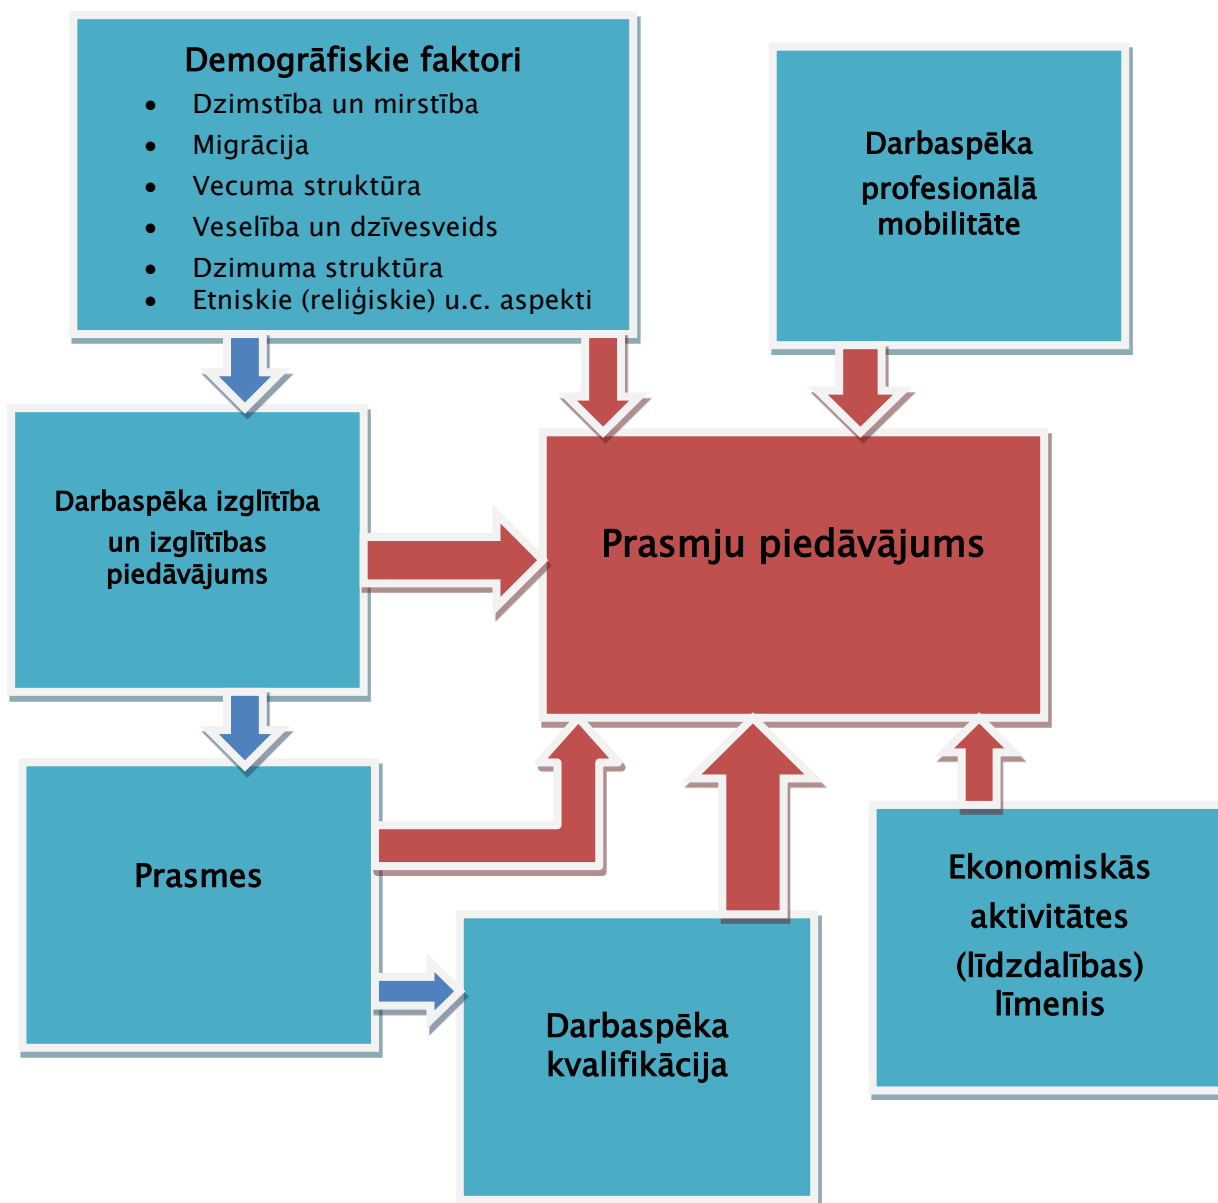 Demogrāfiskie faktori
• Dzimstība un mirstība
• Migrācija
• Vecuma struktūra
• Veselība un dzīvesveids
• Dzimuma struktūra
• Etniskie (reliģiskie) u.c. aspekti
Darbaspēka
profesionālā
mobilitāte
Darbaspēka izglītība
un izglītības
piedāvājums
Prasmju piedāvājums
Prasmes
Darbaspēka
kvalifikācija
Ekonomiskās
aktivitātes
(līdzdalības)
līmenis